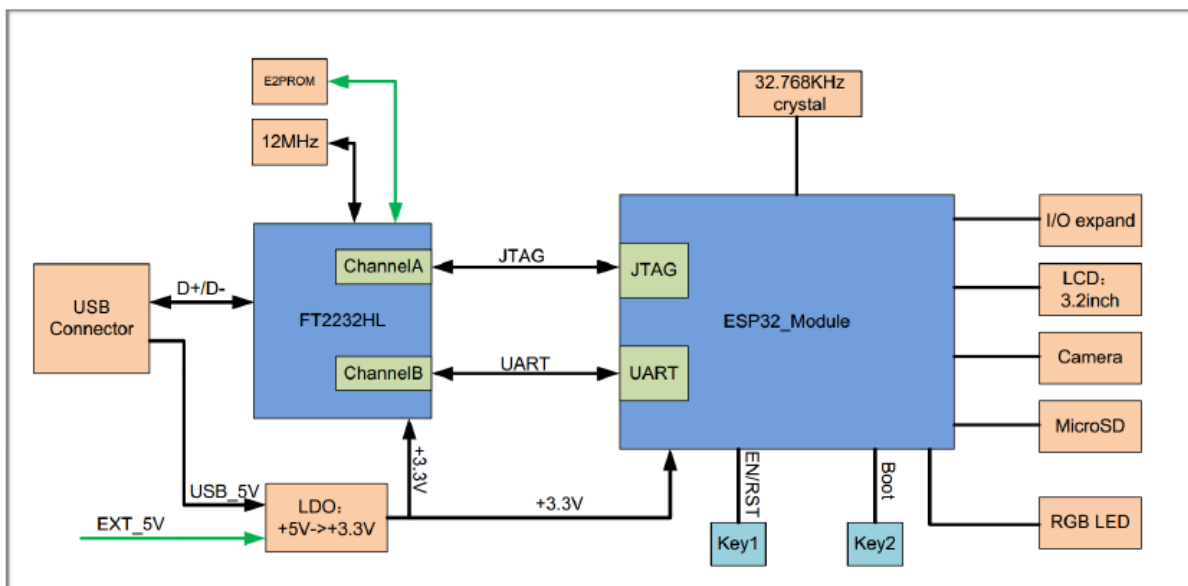 E2PROM
12MHz
32.768KHz
crystal
I/O expand
ChannelA
JTAG
JTAG
LCD：
3.2inch
USB
Connector
D+/D-
FT2232HL
ESP32_Module
Camera
ChannelB
UART
UART
MicroSD
+3.3V
EN/RST
Boot
USB_5V
LDO：
+5V->+3.3V
+3.3V
EXT_5V
Key1
Key2
RGB LED